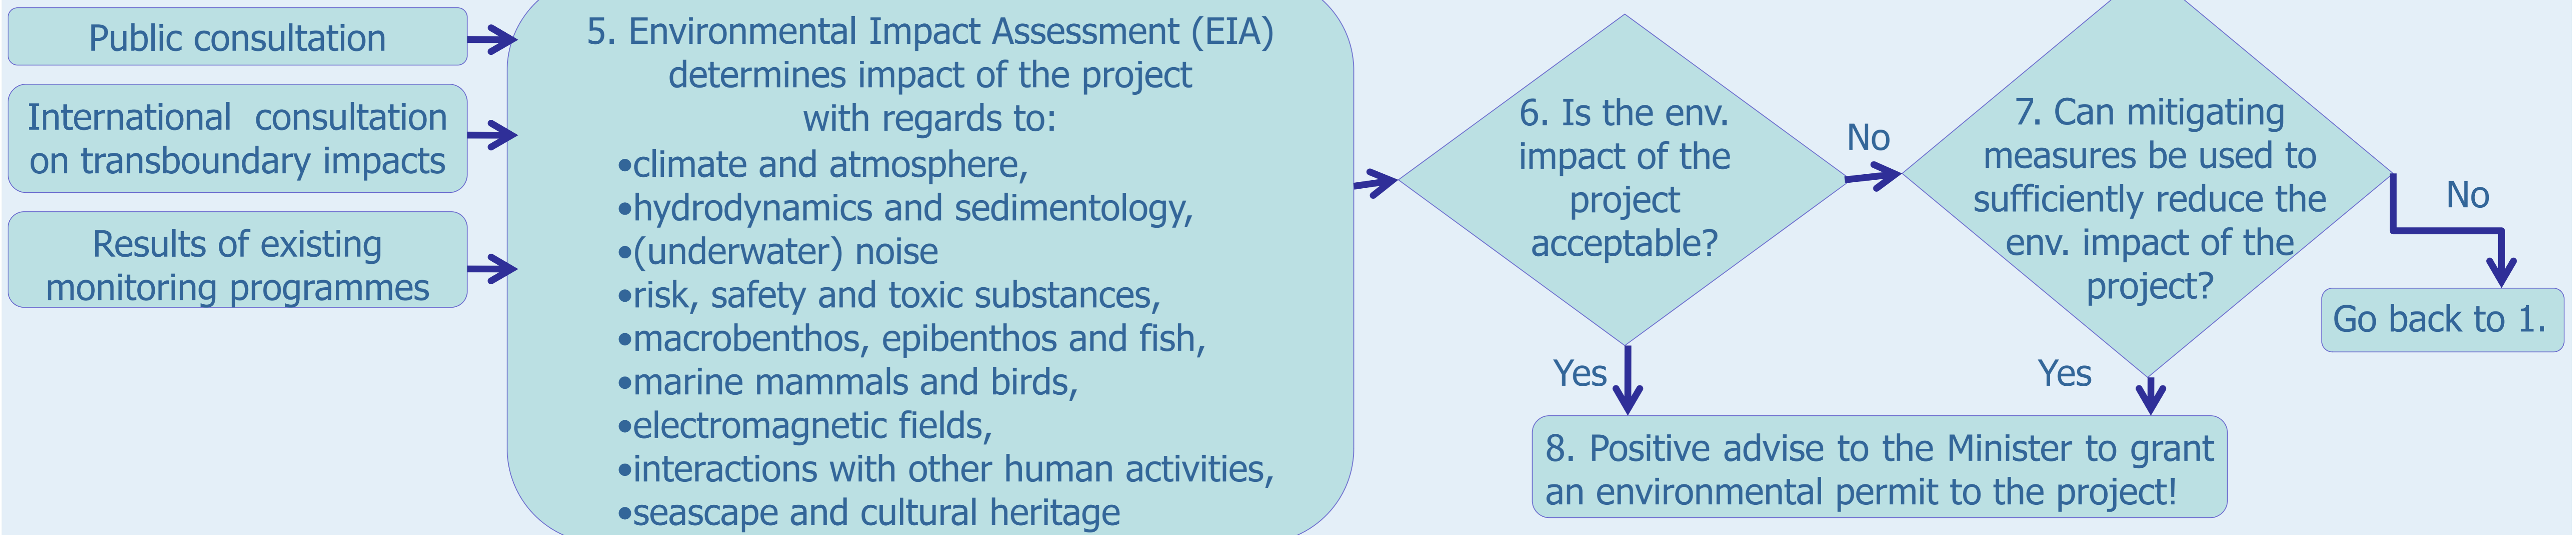 Public consultation
International consultation
on transboundary impacts
Results of existing
monitoring programmes
5. Environmental Impact Assessment (EIA)
determines impact of the project
with regards to:
•climate and atmosphere,
•hydrodynamics and sedimentology,
•(underwater) noise
•risk, safety and toxic substances,
•macrobenthos, epibenthos and fish,
•marine mammals and birds,
•electromagnetic fields,
•interactions with other human activities,
•seascape and cultural heritage
6. Is the env.
impact of the
project
acceptable?
No
Yes
7. Can mitigating
measures be used to
sufficiently reduce the
env. impact of the
project?
No
Yes
Go back to 1.
8. Positive advise to the Minister to grant
an environmental permit to the project!